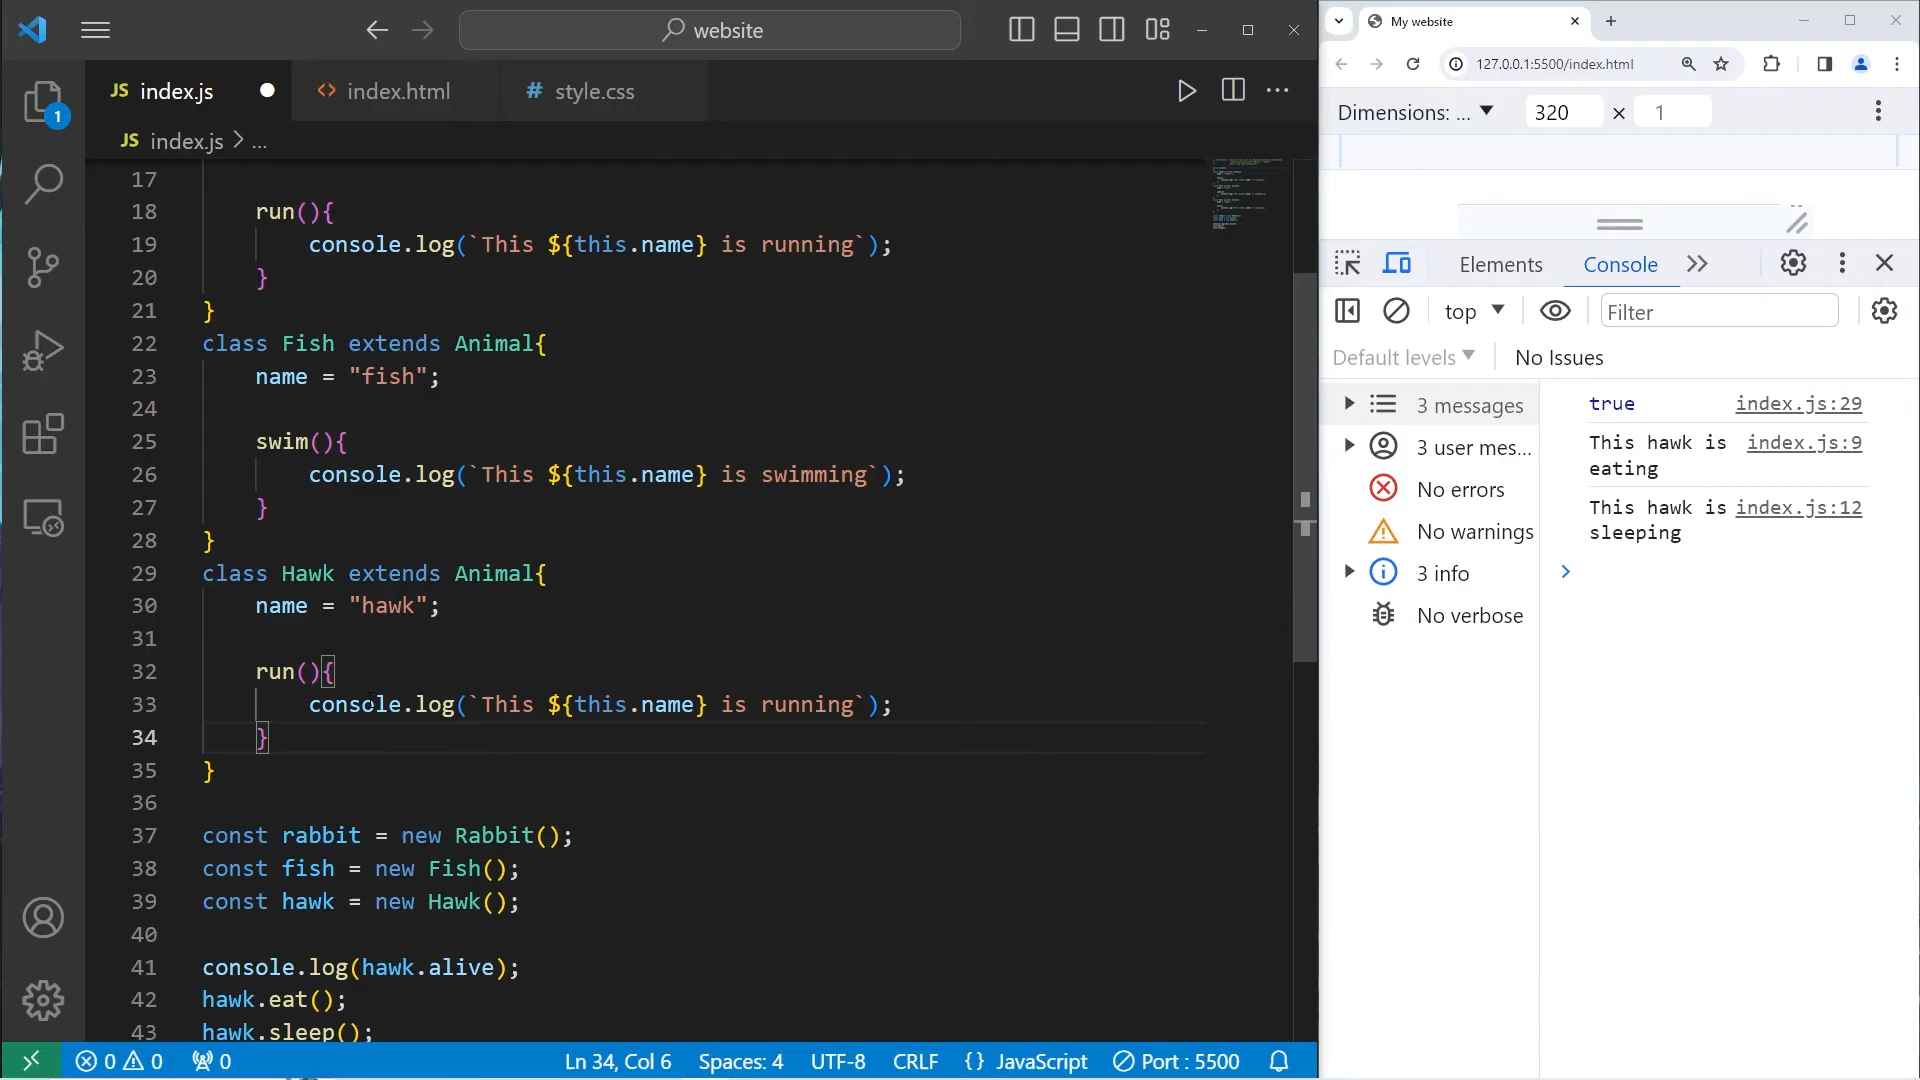 website
JS index.js
<> index.html
# style.css
JS index.js > ...
17
18 run(){
19 console.log(`This ${this.name} is running`);
20 }
21 }
22 class Fish extends Animal{
23 name = "fish";
24
25 swim(){
26 console.log(`This ${this.name} is swimming`);
27 }
28 }
29 class Hawk extends Animal{
30 name = "hawk";
31
32 run(){
33 console.log(`This ${this.name} is running`);
34 }
35 }
36
37 const rabbit = new Rabbit();
38 const fish = new Fish();
39 const hawk = new Hawk();
40
41 console.log(hawk.alive);
42 hawk.eat();
43 hawk.sleep();
1
0 0 0
Ln 34, Col 6 Spaces: 4 UTF-8 CRLF {} JavaScript Port : 5500
My website
127.0.0.1:5500/index.html
Dimensions: ... 320 × 1
Elements Console
top Filter
Default levels No Issues
3 messages
3 user mes...
No errors
No warnings
3 info
No verbose
true index.js:29
This hawk is index.js:9
eating
This hawk is index.js:12
sleeping